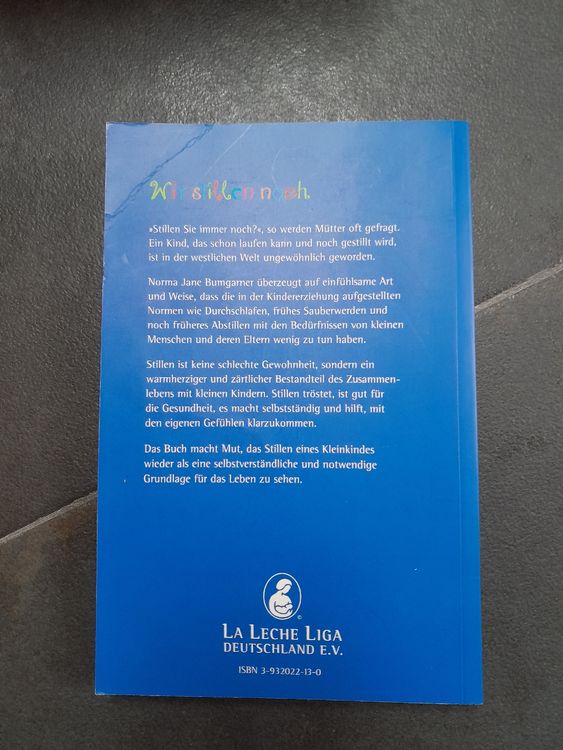 Wir stillen noch
»Stillen Sie immer noch?«, so werden Mütter oft gefragt.
Ein Kind, das schon laufen kann und noch gestillt wird,
ist in der westlichen Welt ungewöhnlich geworden.
Norma Jane Bumgarner überzeugt auf einfühlsame Art
und Weise, dass die in der Kindererziehung aufgestellten
Normen wie Durchschlafen, frühes Sauberwerden und
noch früheres Abstillen mit den Bedürfnissen von kleinen
Menschen und deren Eltern wenig zu tun haben.
Stillen ist keine schlechte Gewohnheit, sondern ein
warmherziger und zärtlicher Bestandteil des Zusammen-
lebens mit kleinen Kindern. Stillen tröstet, ist gut für
die Gesundheit, es macht selbstständig und hilft, mit
den eigenen Gefühlen klarzukommen.
Das Buch macht Mut, das Stillen eines Kleinkindes
wieder als eine selbstverständliche und notwendige
Grundlage für das Leben zu sehen.
©
LA LECHE LIGA
DEUTSCHLAND E.V.
ISBN 3-932022-13-0